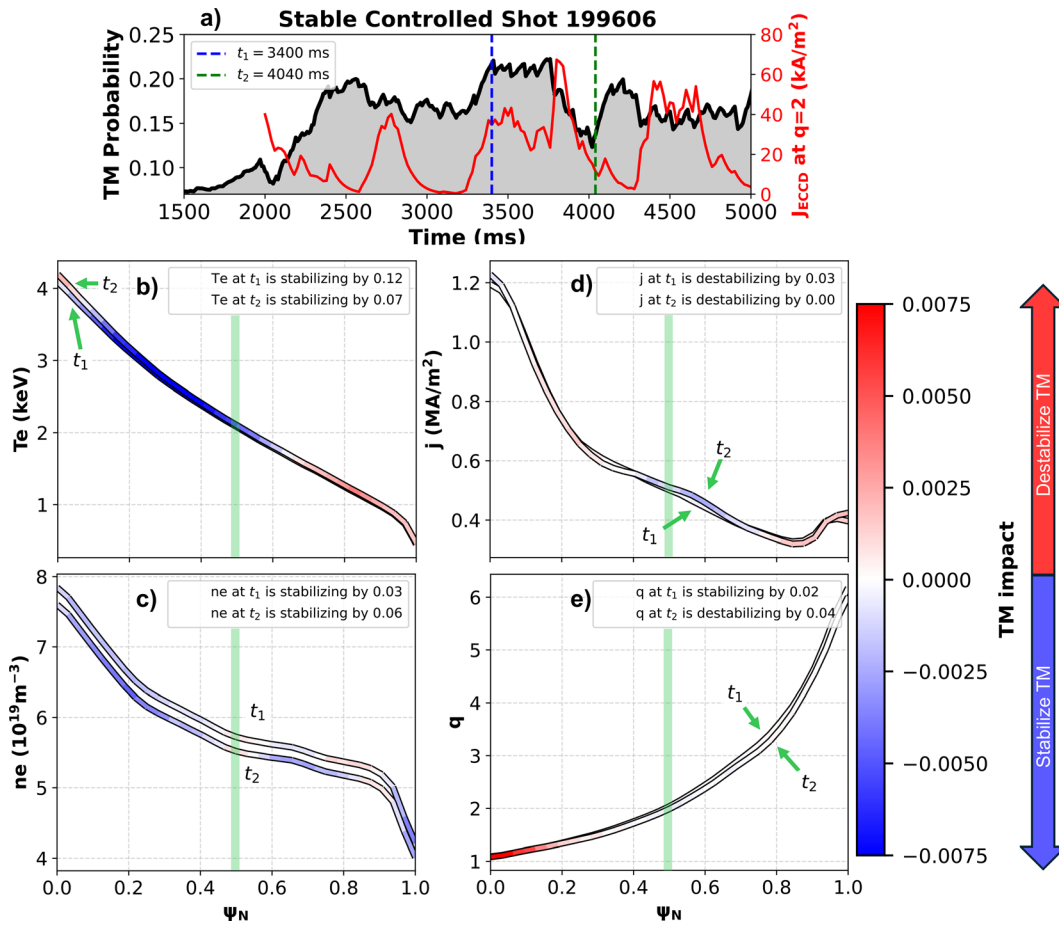 a)
Stable Controlled Shot 199606
TM Probability
0.25
0.20
0.15
0.10
t₁ = 3400 ms
t₂ = 4040 ms
80
60
40
20
0
J_ECCD at q=2 (kA/m²)
1500 2000 2500 3000 3500 4000 4500 5000
Time (ms)
b)
Te at t₁ is stabilizing by 0.12
Te at t₂ is stabilizing by 0.07
Te (keV)
4
3
2
1
t₂
t₁
d)
j at t₁ is destabilizing by 0.03
j at t₂ is destabilizing by 0.00
j (MA/m²)
1.2
1.0
0.8
0.6
0.4
t₂
t₁
c)
ne at t₁ is stabilizing by 0.03
ne at t₂ is stabilizing by 0.06
ne (10¹⁹m⁻³)
8
7
6
5
4
t₁
t₂
0.0 0.2 0.4 0.6 0.8 1.0
Ψ_N
e)
q at t₁ is stabilizing by 0.02
q at t₂ is destabilizing by 0.04
q
6
5
4
3
2
1
t₁
t₂
0.0 0.2 0.4 0.6 0.8 1.0
Ψ_N
0.0075
0.0050
0.0025
0.0000
−0.0025
−0.0050
−0.0075
TM impact
Destabilize TM
Stabilize TM